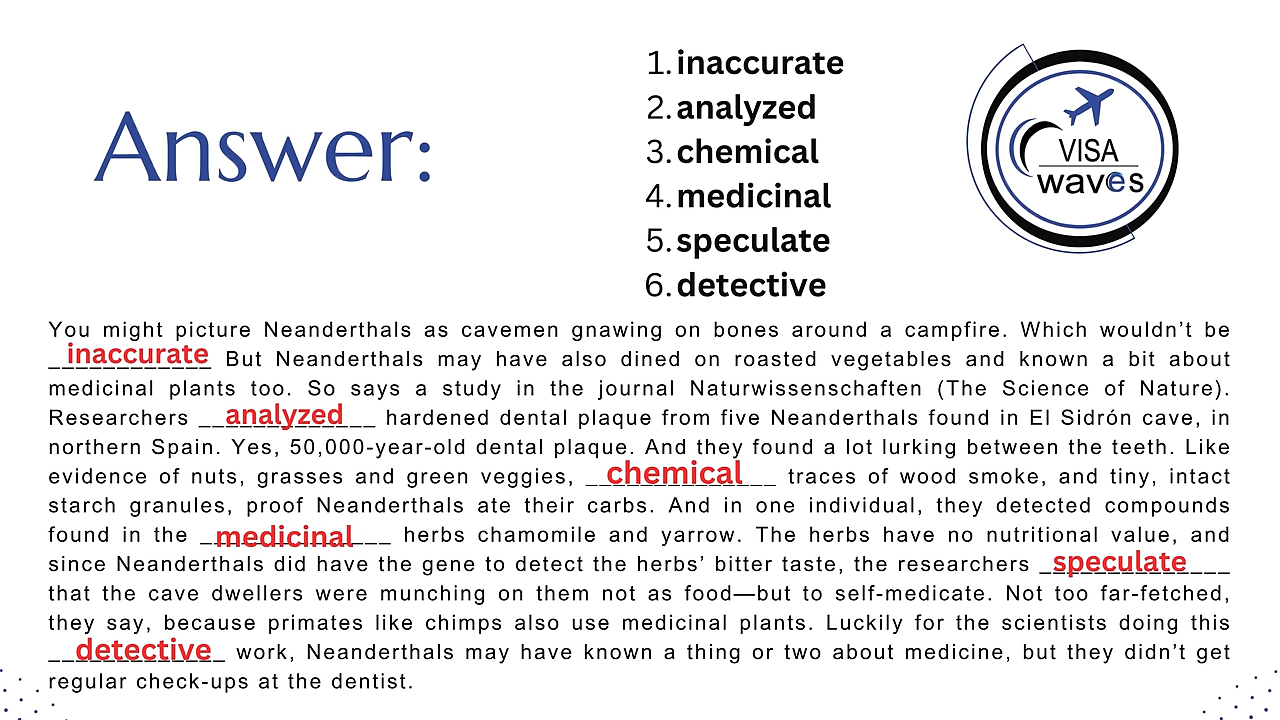 Answer:
1. inaccurate
2. analyzed
3. chemical
4. medicinal
5. speculate
6. detective
VISA
waves
You might picture Neanderthals as cavemen gnawing on bones around a campfire. Which wouldn’t be
inaccurate But Neanderthals may have also dined on roasted vegetables and known a bit about
medicinal plants too. So says a study in the journal Naturwissenschaften (The Science of Nature).
Researchers analyzed hardened dental plaque from five Neanderthals found in El Sidrón cave, in
northern Spain. Yes, 50,000-year-old dental plaque. And they found a lot lurking between the teeth. Like
evidence of nuts, grasses and green veggies, chemical traces of wood smoke, and tiny, intact
starch granules, proof Neanderthals ate their carbs. And in one individual, they detected compounds
found in the medicinal herbs chamomile and yarrow. The herbs have no nutritional value, and
since Neanderthals did have the gene to detect the herbs’ bitter taste, the researchers speculate
that the cave dwellers were munching on them not as food—but to self-medicate. Not too far-fetched,
they say, because primates like chimps also use medicinal plants. Luckily for the scientists doing this
detective work, Neanderthals may have known a thing or two about medicine, but they didn’t get
regular check-ups at the dentist.